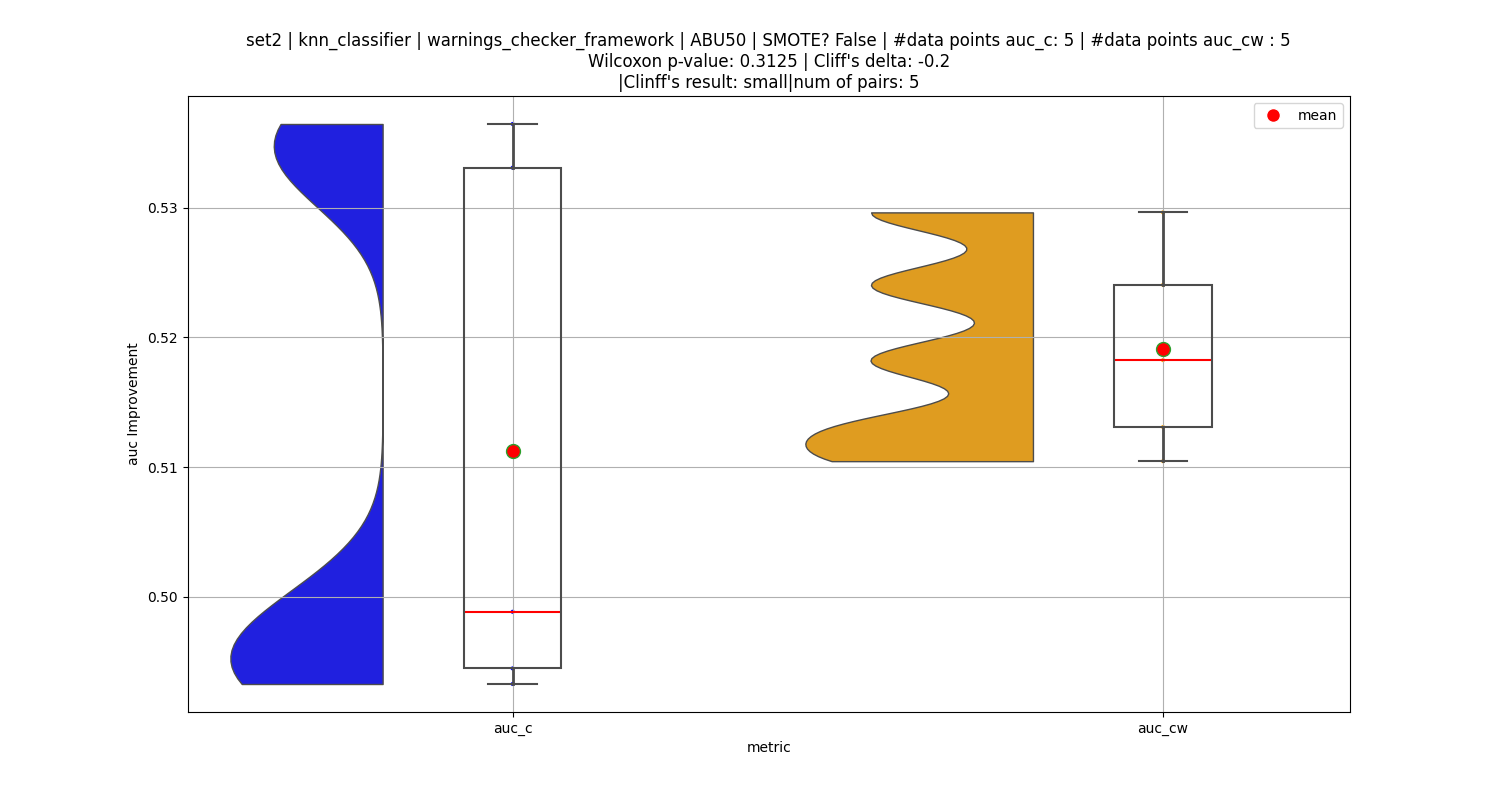 set2 | knn_classifier | warnings_checker_framework | ABU50 | SMOTE? False | #data points auc_c: 5 | #data points auc_cw : 5
Wilcoxon p-value: 0.3125 | Cliff's delta: -0.2
|Clinff's result: small|num of pairs: 5
mean
0.53
0.52
0.51
0.50
auc Improvement
auc_c
auc_cw
metric